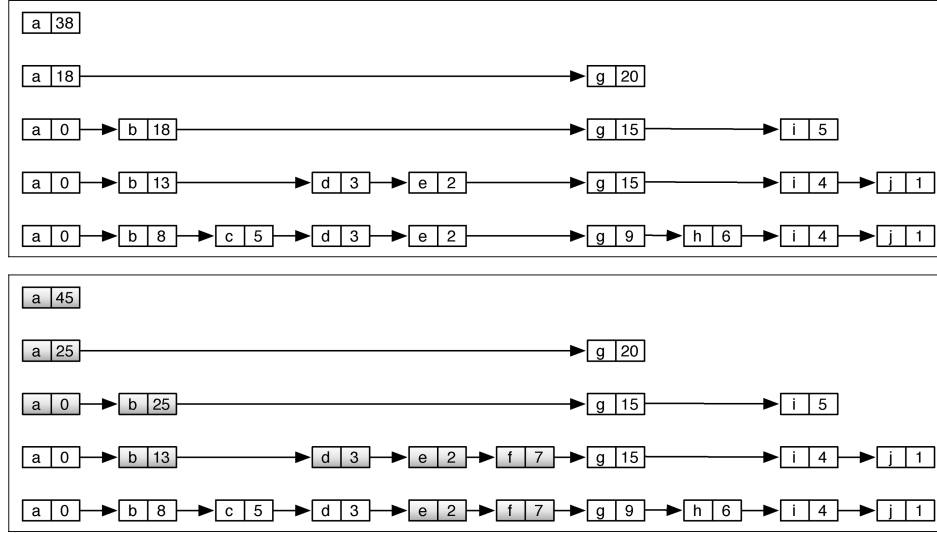 a 38
a 18 g 20
a 0 b 18 g 15 i 5
a 0 b 13 d 3 e 2 g 15 i 4 j 1
a 0 b 8 c 5 d 3 e 2 g 9 h 6 i 4 j 1
a 45
a 25 g 20
a 0 b 25 g 15 i 5
a 0 b 13 d 3 e 2 f 7 g 15 i 4 j 1
a 0 b 8 c 5 d 3 e 2 f 7 g 9 h 6 i 4 j 1